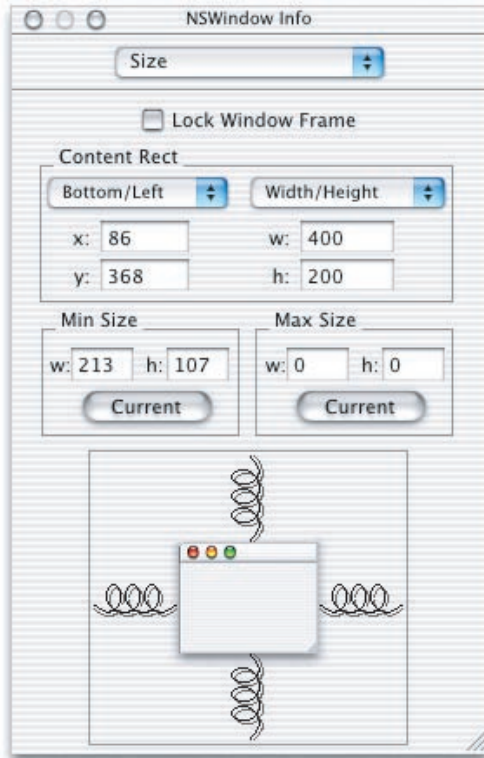 NSWindow Info
Size
Lock Window Frame
Content Rect
Bottom/Left Width/Height
x: 86 w: 400
y: 368 h: 200
Min Size Max Size
w: 213 h: 107 w: 0 h: 0
Current Current